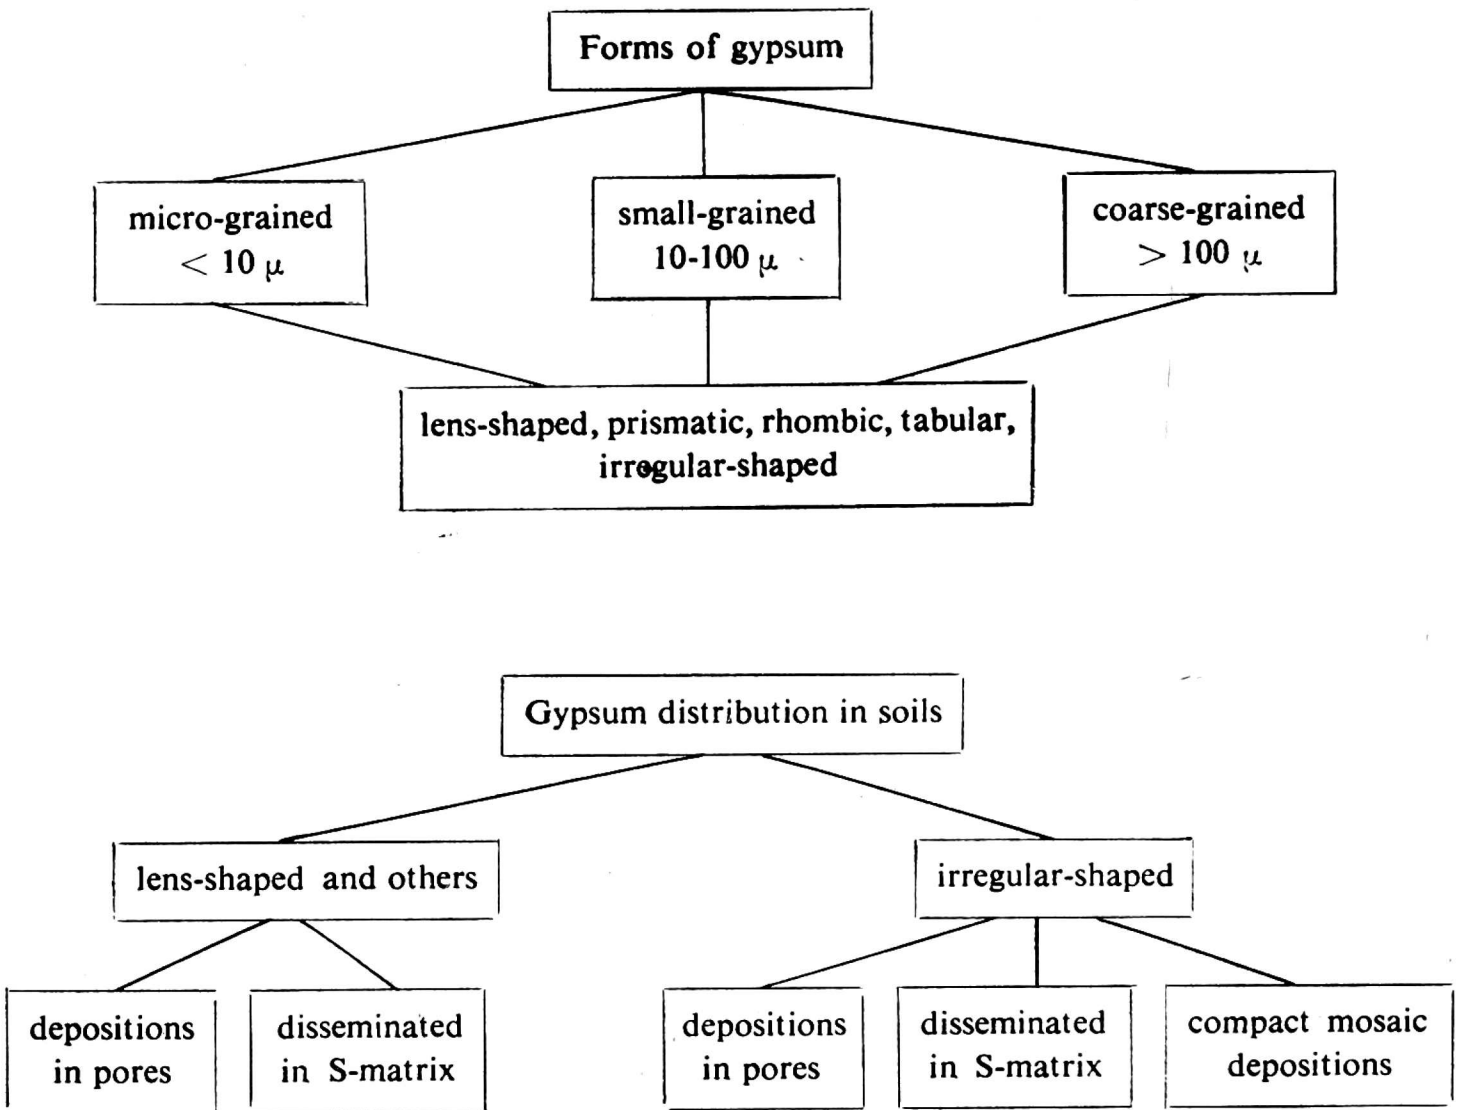 Forms of gypsum
micro-grained
< 10 μ
small-grained
10-100 μ
coarse-grained
> 100 μ
lens-shaped, prismatic, rhombic, tabular,
irregular-shaped
Gypsum distribution in soils
lens-shaped and others
irregular-shaped
depositions
in pores
disseminated
in S-matrix
depositions
in pores
disseminated
in S-matrix
compact mosaic
depositions